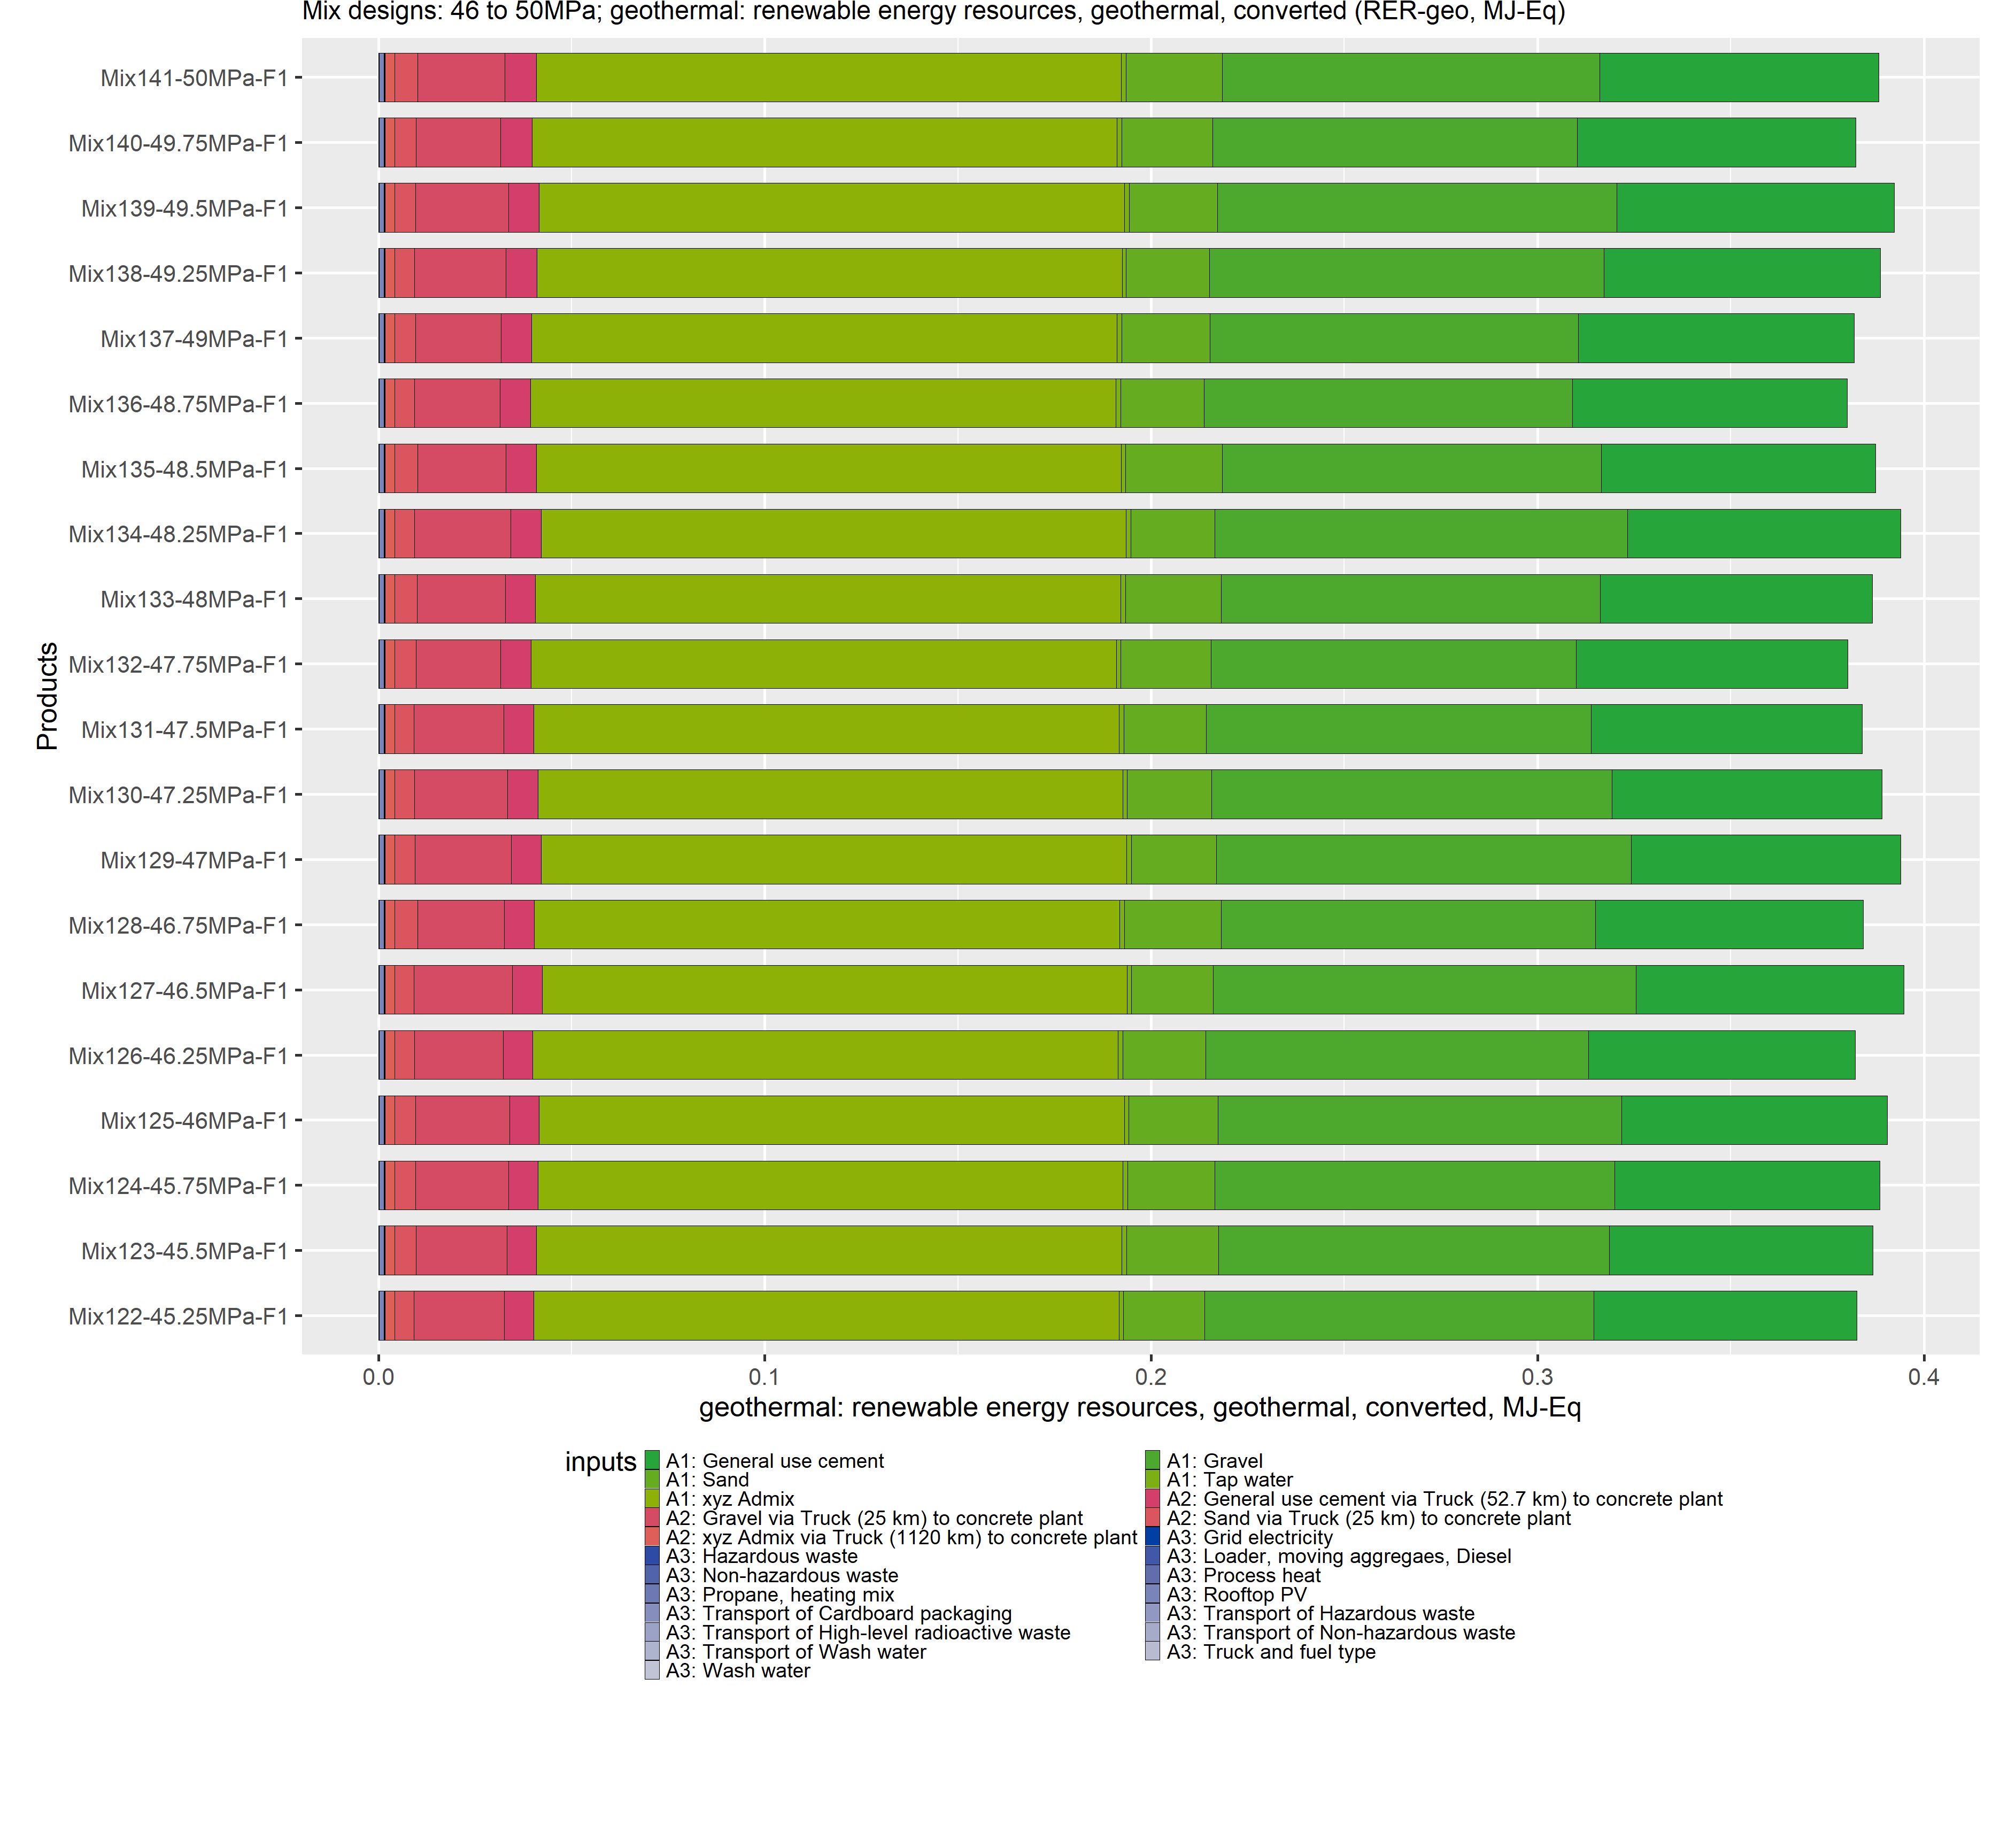 Mix designs: 46 to 50MPa; geothermal: renewable energy resources, geothermal, converted (RER-geo, MJ-Eq)
Mix141-50MPa-F1
Mix140-49.75MPa-F1
Mix139-49.5MPa-F1
Mix138-49.25MPa-F1
Mix137-49MPa-F1
Mix136-48.75MPa-F1
Mix135-48.5MPa-F1
Mix134-48.25MPa-F1
Mix133-48MPa-F1
Mix132-47.75MPa-F1
Mix131-47.5MPa-F1
Mix130-47.25MPa-F1
Mix129-47MPa-F1
Mix128-46.75MPa-F1
Mix127-46.5MPa-F1
Mix126-46.25MPa-F1
Mix125-46MPa-F1
Mix124-45.75MPa-F1
Mix123-45.5MPa-F1
Mix122-45.25MPa-F1
Products
0.0 0.1 0.2 0.3 0.4
geothermal: renewable energy resources, geothermal, converted, MJ-Eq
inputs
A1: General use cement
A1: Gravel
A1: Sand
A1: Tap water
A1: xyz Admix
A2: General use cement via Truck (52.7 km) to concrete plant
A2: Gravel via Truck (25 km) to concrete plant
A2: Sand via Truck (25 km) to concrete plant
A2: xyz Admix via Truck (1120 km) to concrete plant
A3: Grid electricity
A3: Hazardous waste
A3: Loader, moving aggregaes, Diesel
A3: Non-hazardous waste
A3: Process heat
A3: Propane, heating mix
A3: Rooftop PV
A3: Transport of Cardboard packaging
A3: Transport of Hazardous waste
A3: Transport of High-level radioactive waste
A3: Transport of Non-hazardous waste
A3: Transport of Wash water
A3: Truck and fuel type
A3: Wash water